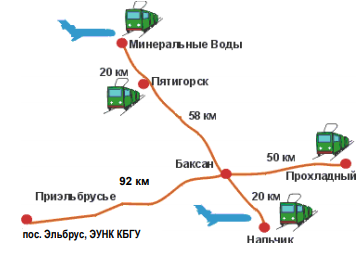 Минеральные Воды
20 км
Пятигорск
58 км
Баксан
50 км
Прохладный
92 км
Приэльбрусье
20 км
пос. Эльбрус, ЭУНК КБГУ
Нальчик